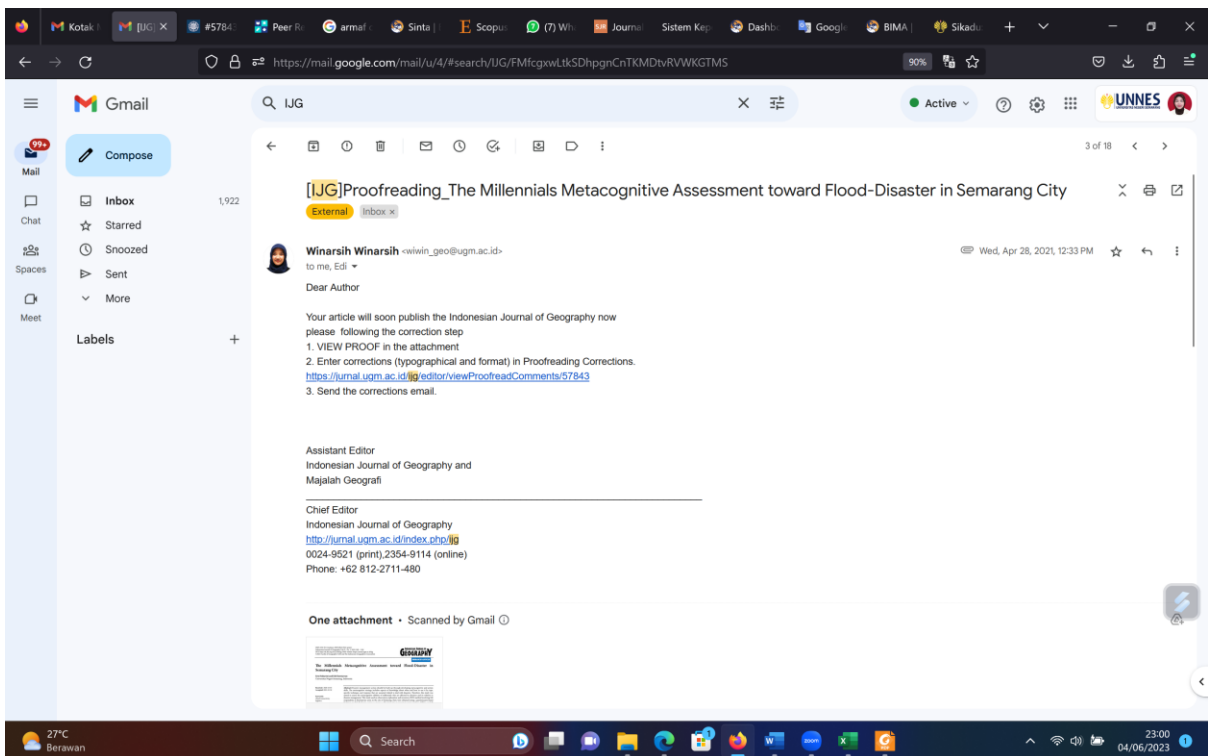 Kotak
[IJG] ×
#57843
Peer Re
armaf c
Sinta |
Scopus
(7) Wh
Journa
Sistem Kep
Dashbo
Google
BIMA |
Sikadu
https://mail.google.com/mail/u/4/#search/IJG/FMfcgxwLtkSDhpgnCnTKMDtvRVWKGTMS
90%
Gmail
IJG
Active
UNNES
99+
Mail
Chat
Spaces
Meet
Compose
Inbox 1,922
Starred
Snoozed
Sent
More
Labels +
3 of 18
[IJG]Proofreading_The Millennials Metacognitive Assessment toward Flood-Disaster in Semarang City
External Inbox ×
Winarsih Winarsih <wiwin_geo@ugm.ac.id> Wed, Apr 28, 2021, 12:33 PM
to me, Edi
Dear Author
Your article will soon publish the Indonesian Journal of Geography now
please following the correction step
1. VIEW PROOF in the attachment
2. Enter corrections (typographical and format) in Proofreading Corrections.
https://jurnal.ugm.ac.id/ijg/editor/viewProofreadComments/57843
3. Send the corrections email.
Assistant Editor
Indonesian Journal of Geography and
Majalah Geografi
Chief Editor
Indonesian Journal of Geography
http://jurnal.ugm.ac.id/index.php/ijg
0024-9521 (print),2354-9114 (online)
Phone: +62 812-2711-480
One attachment • Scanned by Gmail
GEOGRAPHY
The Millennials Metacognitive Assessment toward Flood-Disaster in
Semarang City
27°C
Berawan
Search
23:00
04/06/2023
1